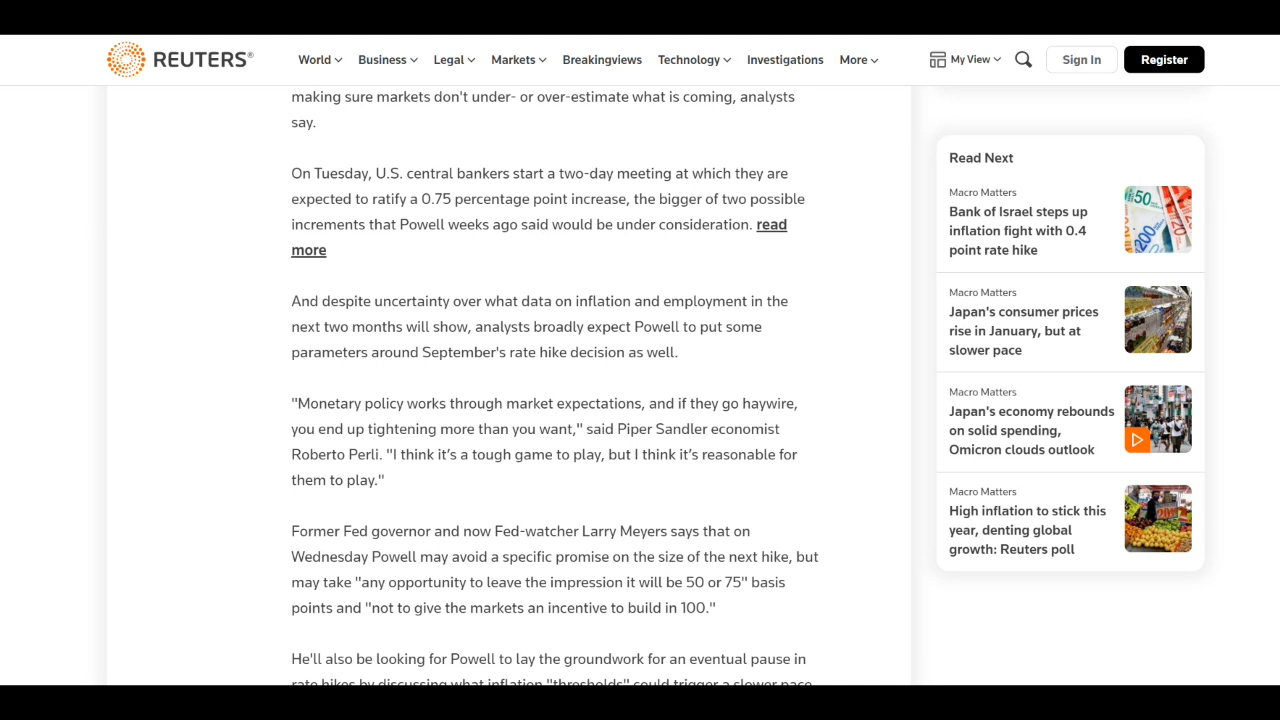 REUTERS®
World
Business
Legal
Markets
Breakingviews
Technology
Investigations
More
My View
Sign In
Register
making sure markets don't under- or over-estimate what is coming, analysts
say.
On Tuesday, U.S. central bankers start a two-day meeting at which they are
expected to ratify a 0.75 percentage point increase, the bigger of two possible
increments that Powell weeks ago said would be under consideration. read
more
And despite uncertainty over what data on inflation and employment in the
next two months will show, analysts broadly expect Powell to put some
parameters around September's rate hike decision as well.
"Monetary policy works through market expectations, and if they go haywire,
you end up tightening more than you want," said Piper Sandler economist
Roberto Perli. "I think it’s a tough game to play, but I think it’s reasonable for
them to play."
Former Fed governor and now Fed-watcher Larry Meyers says that on
Wednesday Powell may avoid a specific promise on the size of the next hike, but
may take "any opportunity to leave the impression it will be 50 or 75" basis
points and "not to give the markets an incentive to build in 100."
He'll also be looking for Powell to lay the groundwork for an eventual pause in
rate hikes by discussing what inflation "thresholds" could trigger a slower pace
Read Next
Macro Matters
Bank of Israel steps up
inflation fight with 0.4
point rate hike
Macro Matters
Japan's consumer prices
rise in January, but at
slower pace
Macro Matters
Japan's economy rebounds
on solid spending,
Omicron clouds outlook
Macro Matters
High inflation to stick this
year, denting global
growth: Reuters poll